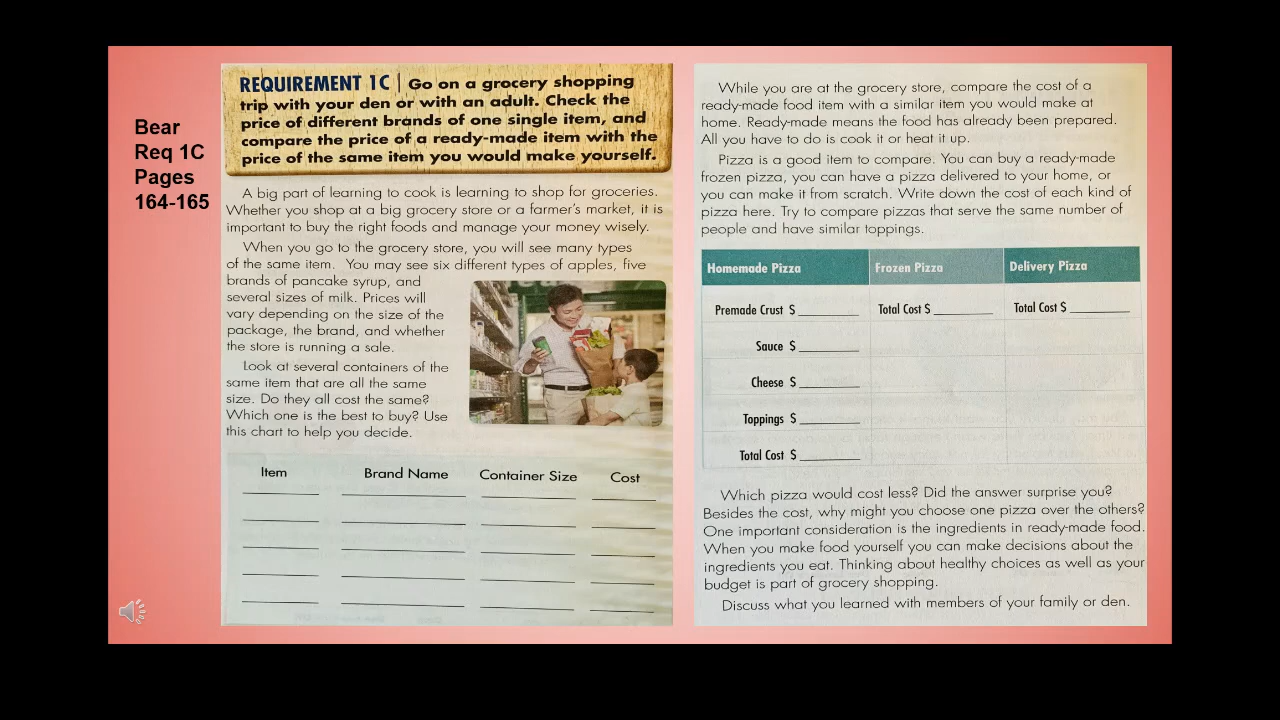 Bear
Req 1C
Pages
164-165
REQUIREMENT 1C | Go on a grocery shopping
trip with your den or with an adult. Check the
price of different brands of one single item, and
compare the price of a ready-made item with the
price of the same item you would make yourself.
A big part of learning to cook is learning to shop for groceries.
Whether you shop at a big grocery store or a farmer's market, it is
important to buy the right foods and manage your money wisely.
When you go to the grocery store, you will see many types
of the same item. You may see six different types of apples, five
brands of pancake syrup, and
several sizes of milk. Prices will
vary depending on the size of the
package, the brand, and whether
the store is running a sale.
Look at several containers of the
same item that are all the same
size. Do they all cost the same?
Which one is the best to buy? Use
this chart to help you decide.
Item Brand Name Container Size Cost
While you are at the grocery store, compare the cost of a
ready-made food item with a similar item you would make at
home. Ready-made means the food has already been prepared.
All you have to do is cook it or heat it up.
Pizza is a good item to compare. You can buy a ready-made
frozen pizza, you can have a pizza delivered to your home, or
you can make it from scratch. Write down the cost of each kind of
pizza here. Try to compare pizzas that serve the same number of
people and have similar toppings.
Homemade Pizza Frozen Pizza Delivery Pizza
Premade Crust $ ________ Total Cost $ ________ Total Cost $ ________
Sauce $ ________
Cheese $ ________
Toppings $ ________
Total Cost $ ________
Which pizza would cost less? Did the answer surprise you?
Besides the cost, why might you choose one pizza over the others?
One important consideration is the ingredients in ready-made food.
When you make food yourself you can make decisions about the
ingredients you eat. Thinking about healthy choices as well as your
budget is part of grocery shopping.
Discuss what you learned with members of your family or den.